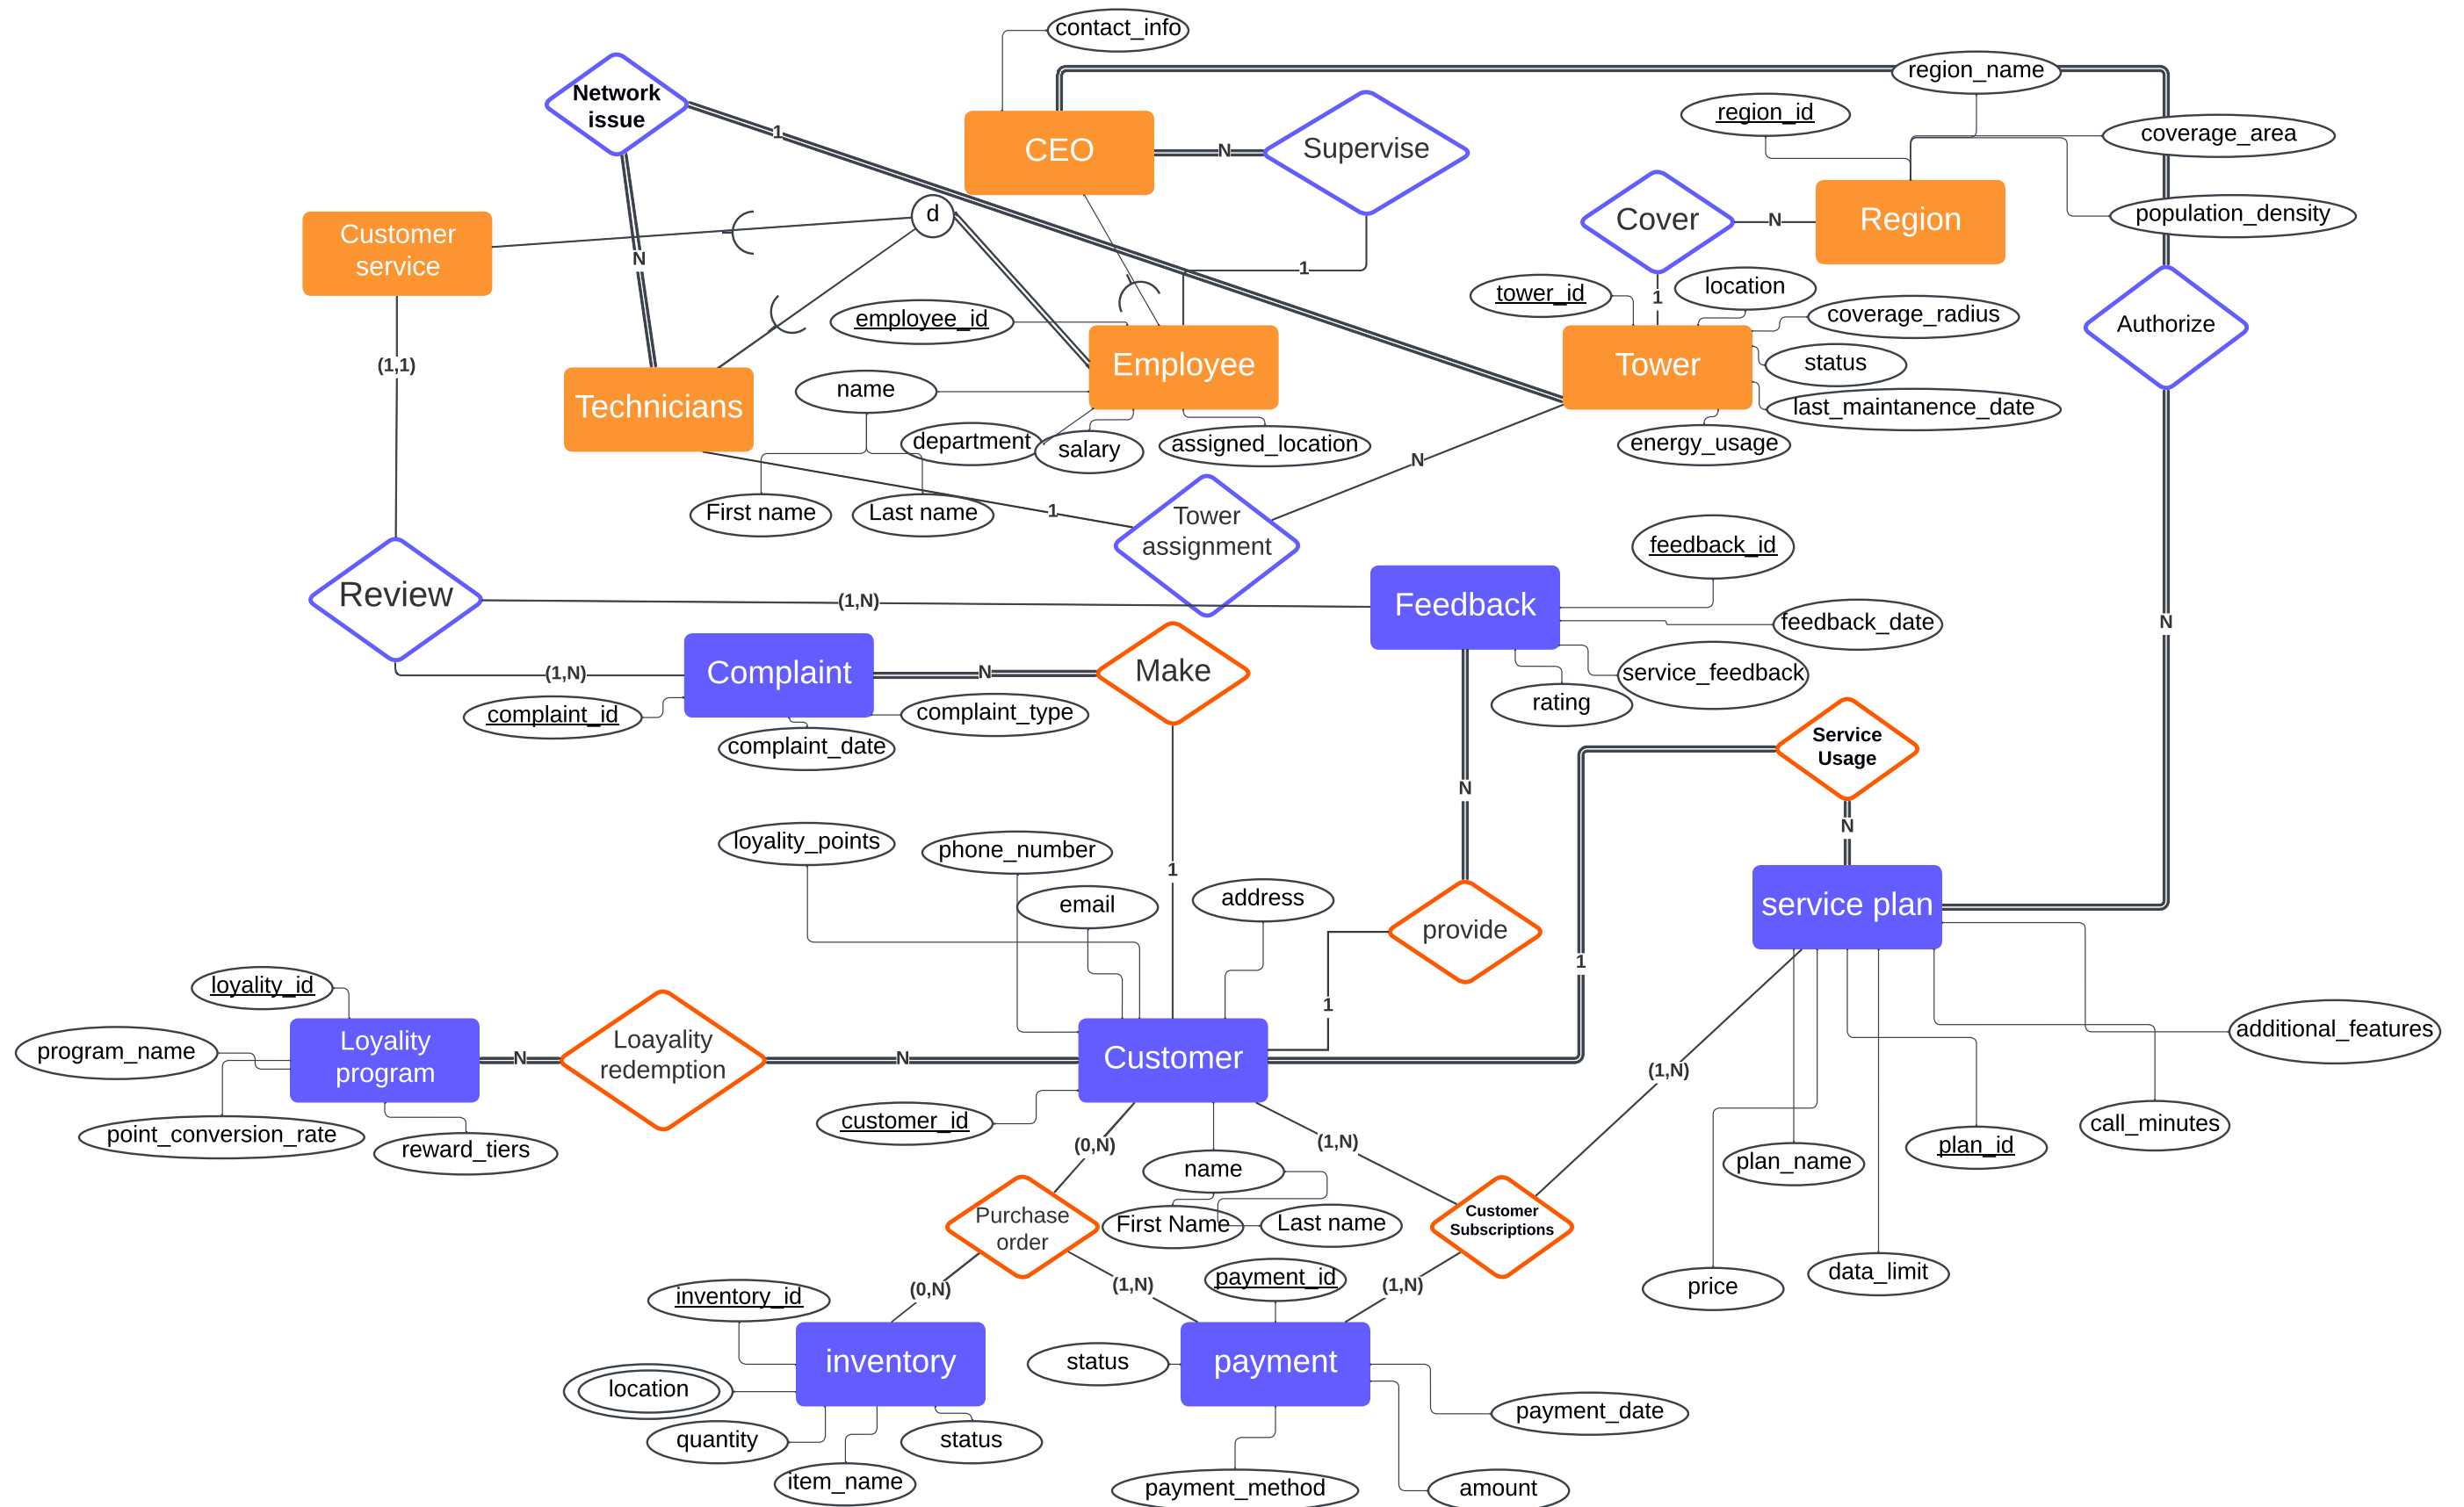 contact_info
region_name
Network
issue
region_id
1
coverage_area
CEO
N
Supervise
d
population_density
Cover
N
Region
Customer
service
N
1
1
location
tower_id
employee_id
coverage_radius
Authorize
(1,1)
Employee
Tower
status
name
Technicians
last_maintanence_date
department
salary
assigned_location
energy_usage
N
First name
Last name
1
Tower
assignment
feedback_id
Review
(1,N)
Feedback
feedback_date
N
(1,N)
Complaint
N
Make
service_feedback
complaint_id
complaint_type
rating
complaint_date
Service
Usage
N
N
loyality_points
phone_number
1
email
address
service plan
provide
1
loyality_id
1
additional_features
Loyality
program
program_name
N
Loayality
redemption
N
Customer
(1,N)
customer_id
point_conversion_rate
reward_tiers
(0,N)
(1,N)
call_minutes
plan_id
name
plan_name
Purchase
order
First Name
Last name
Customer
Subscriptions
(0,N)
(1,N)
payment_id
(1,N)
price
data_limit
inventory_id
inventory
status
payment
location
quantity
status
payment_date
item_name
payment_method
amount